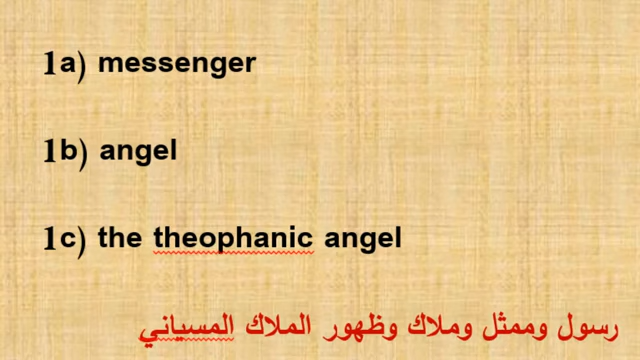 1a) messenger
1b) angel
1c) the theophanic angel
رسول وممثل وملاك وظهور الملاك المسياني